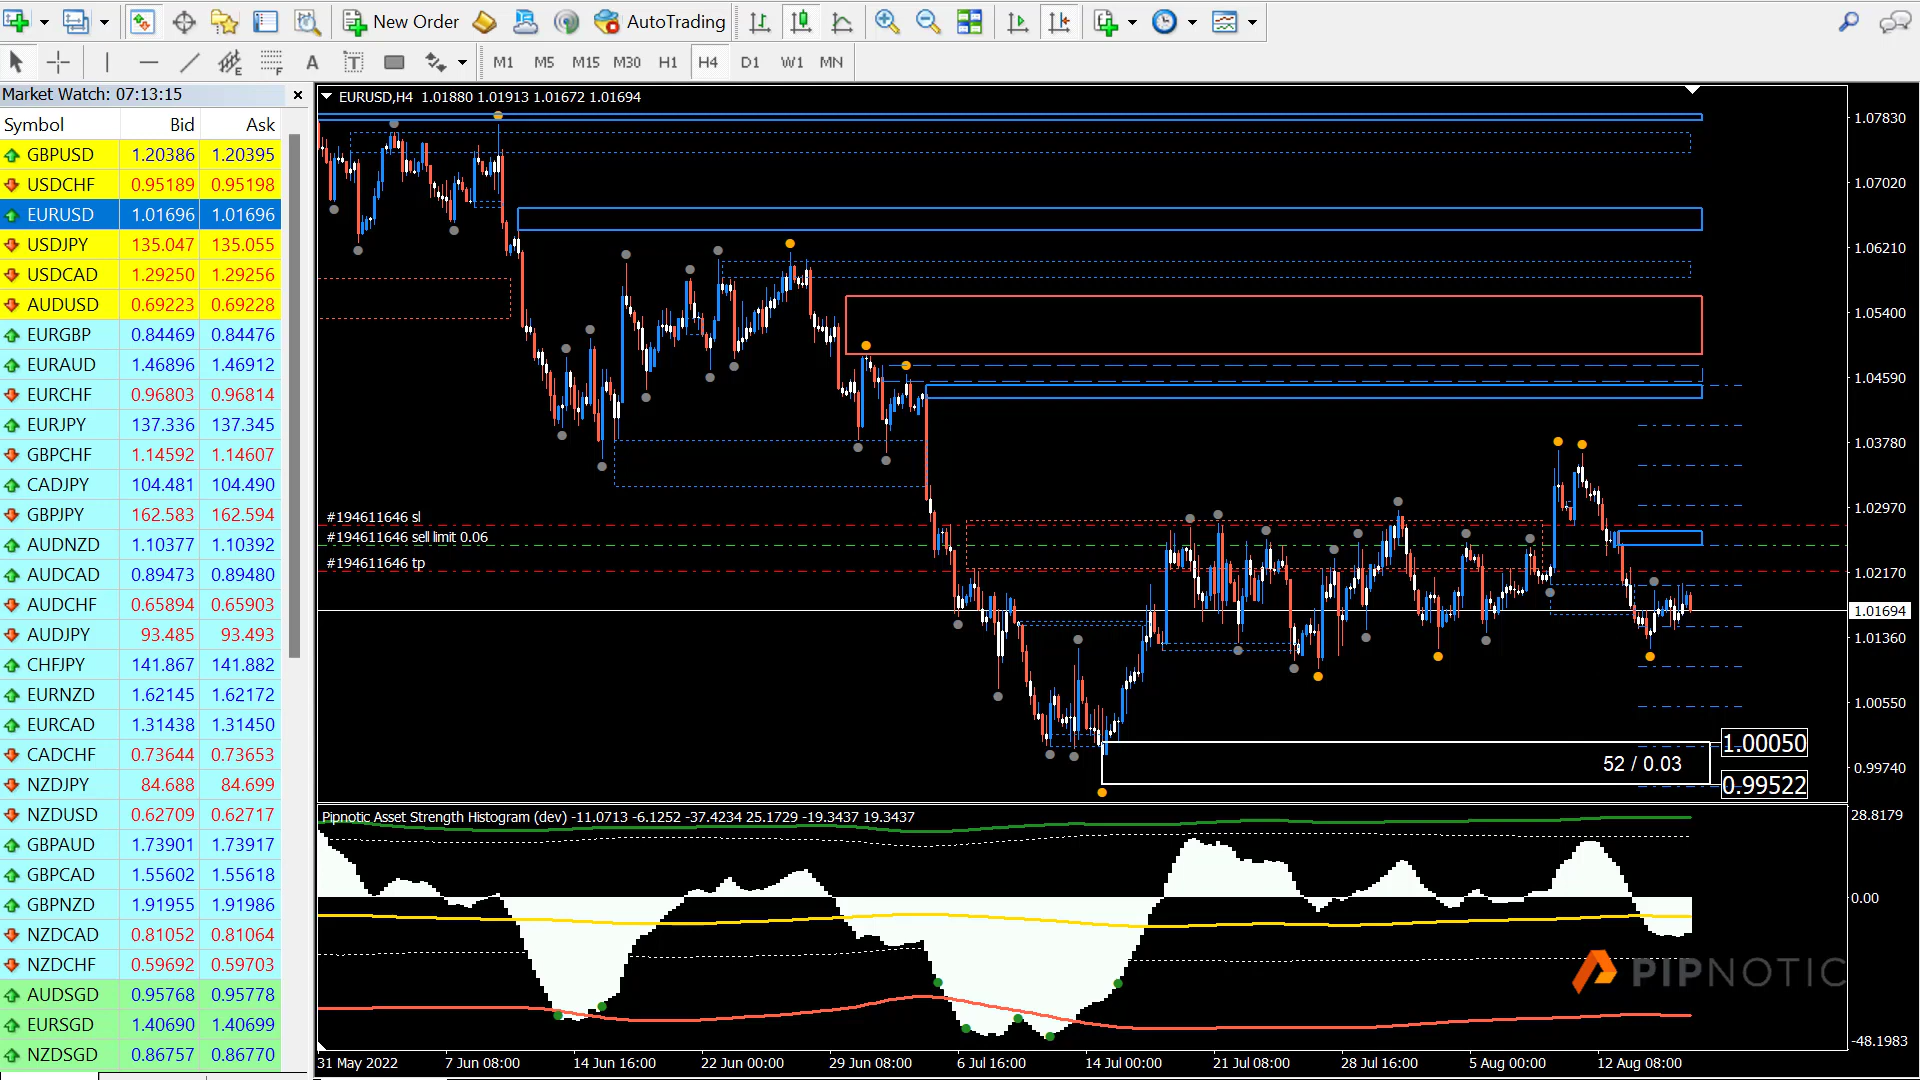 New Order
AutoTrading
A
T
M1 M5 M15 M30 H1 H4 D1 W1 MN
Market Watch: 07:13:15
Symbol Bid Ask
GBPUSD 1.20386 1.20395
USDCHF 0.95189 0.95198
EURUSD 1.01696 1.01696
USDJPY 135.047 135.055
USDCAD 1.29250 1.29256
AUDUSD 0.69223 0.69228
EURGBP 0.84469 0.84476
EURAUD 1.46896 1.46912
EURCHF 0.96803 0.96814
EURJPY 137.336 137.345
GBPCHF 1.14592 1.14607
CADJPY 104.481 104.490
GBPJPY 162.583 162.594
AUDNZD 1.10377 1.10392
AUDCAD 0.89473 0.89480
AUDCHF 0.65894 0.65903
AUDJPY 93.485 93.493
CHFJPY 141.867 141.882
EURNZD 1.62145 1.62172
EURCAD 1.31438 1.31450
CADCHF 0.73644 0.73653
NZDJPY 84.688 84.699
NZDUSD 0.62709 0.62717
GBPAUD 1.73901 1.73917
GBPCAD 1.55602 1.55618
GBPNZD 1.91955 1.91986
NZDCAD 0.81052 0.81064
NZDCHF 0.59692 0.59703
AUDSGD 0.95768 0.95778
EURSGD 1.40690 1.40699
NZDSGD 0.86757 0.86770
EURUSD,H4 1.01880 1.01913 1.01672 1.01694
#194611646 sl
#194611646 sell limit 0.06
#194611646 tp
1.07830
1.07020
1.06210
1.05400
1.04590
1.03780
1.02970
1.02170
1.01694
1.01360
1.00550
0.99740
1.00050
52 / 0.03
0.99522
Pipnotic Asset Strength Histogram (dev) -11.0713 -6.1252 -37.4234 25.1729 -19.3437 19.3437
28.8179
0.00
PIPNOTIC
-48.1983
31 May 2022 7 Jun 08:00 14 Jun 16:00 22 Jun 00:00 29 Jun 08:00 6 Jul 16:00 14 Jul 00:00 21 Jul 08:00 28 Jul 16:00 5 Aug 00:00 12 Aug 08:00